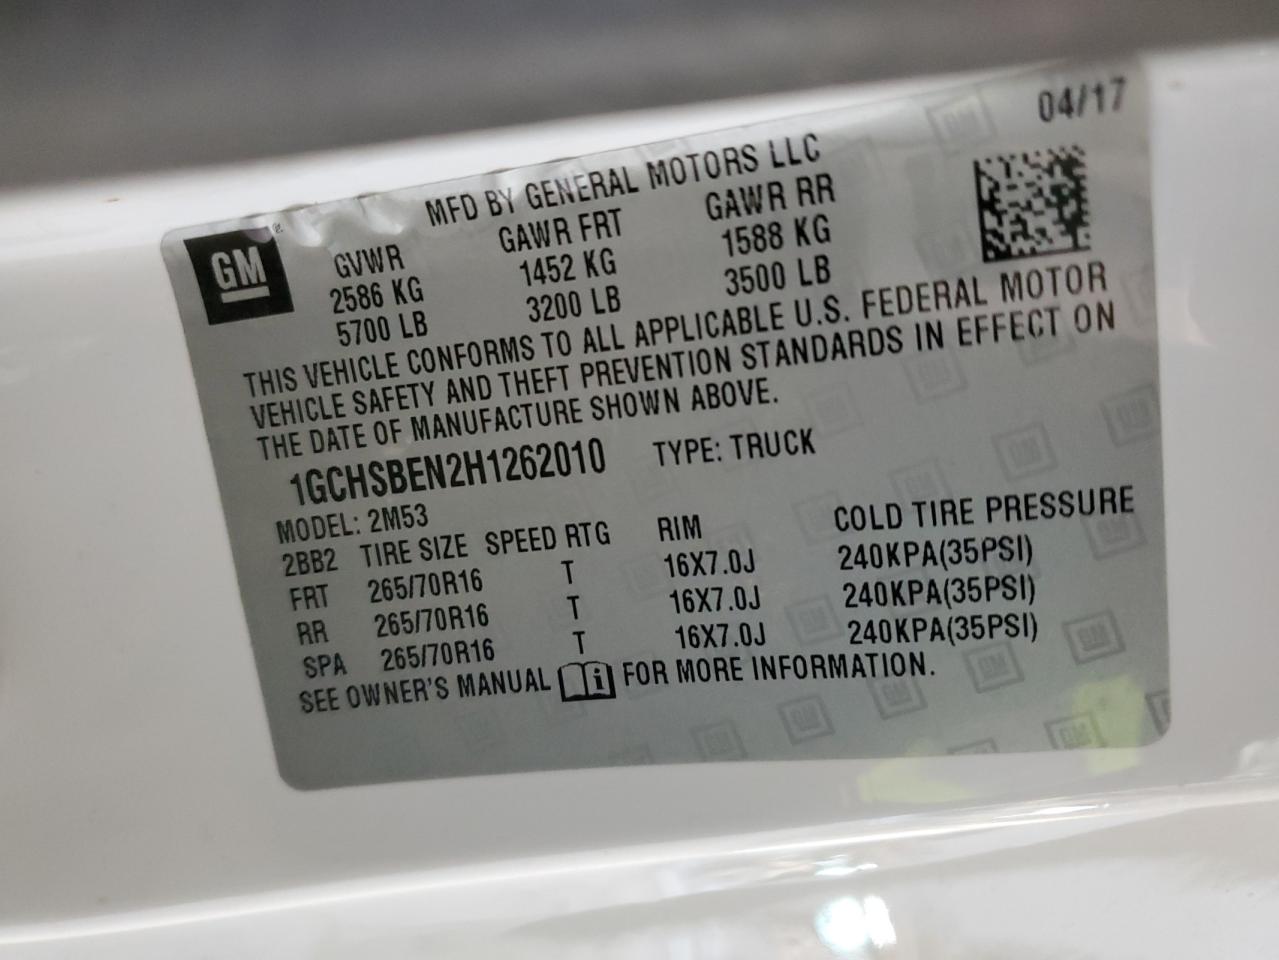 04/17
MFD BY GENERAL MOTORS LLC
GM
GVWR GAWR FRT GAWR RR
2586 KG 1452 KG 1588 KG
5700 LB 3200 LB 3500 LB
THIS VEHICLE CONFORMS TO ALL APPLICABLE U.S. FEDERAL MOTOR
VEHICLE SAFETY AND THEFT PREVENTION STANDARDS IN EFFECT ON
THE DATE OF MANUFACTURE SHOWN ABOVE.
1GCHSBEN2H1262010 TYPE: TRUCK
MODEL: 2M53
2BB2 TIRE SIZE SPEED RTG RIM COLD TIRE PRESSURE
FRT 265/70R16 T 16X7.0J 240KPA(35PSI)
RR 265/70R16 T 16X7.0J 240KPA(35PSI)
SPA 265/70R16 T 16X7.0J 240KPA(35PSI)
SEE OWNER'S MANUAL i FOR MORE INFORMATION.